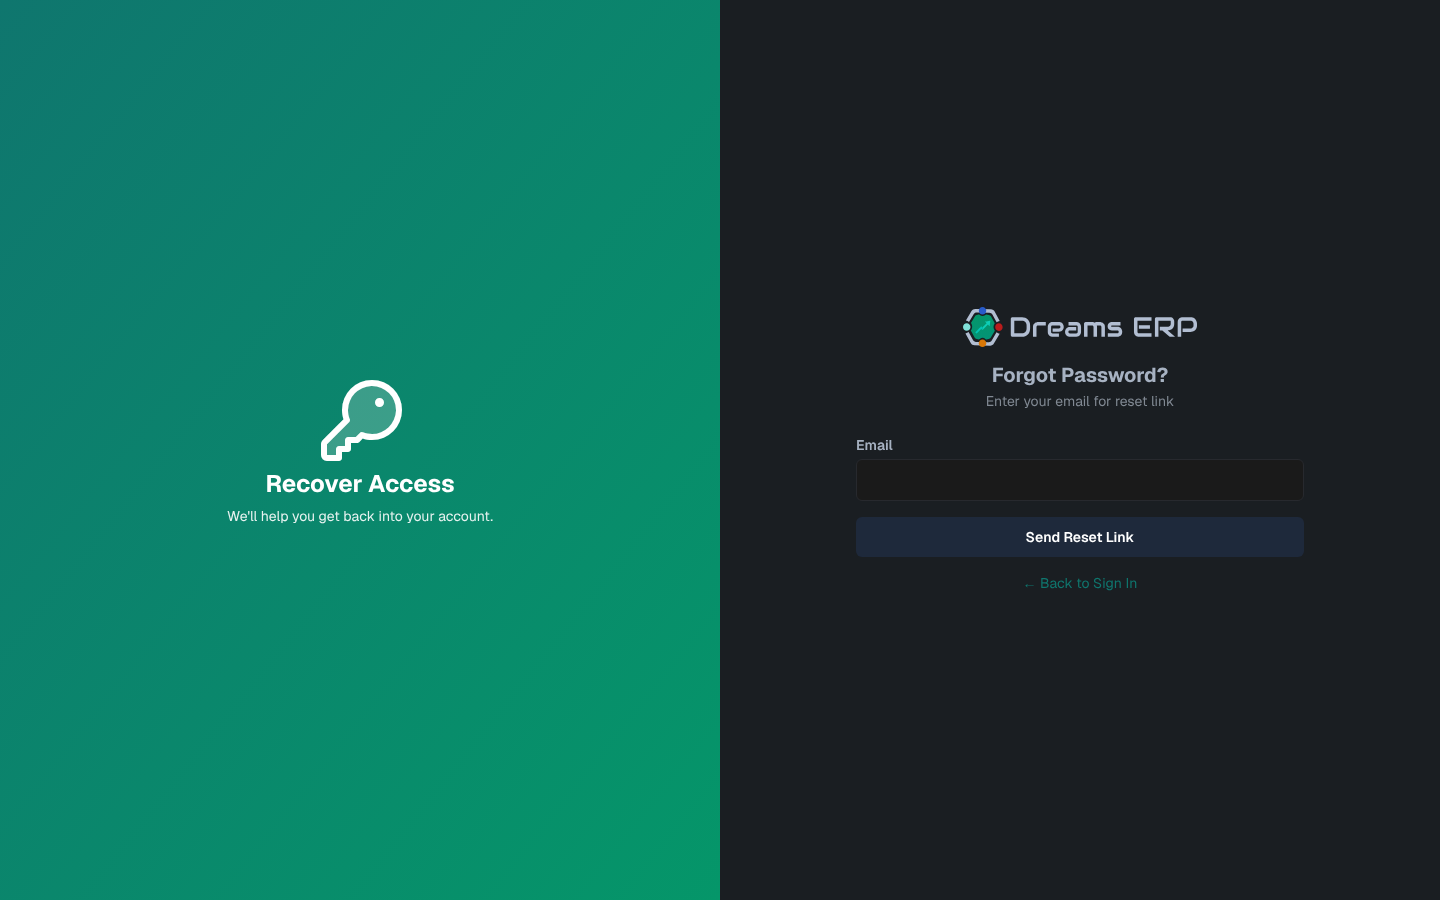 Recover Access
We'll help you get back into your account.
Dreams ERP
Forgot Password?
Enter your email for reset link
Email
Send Reset Link
← Back to Sign In